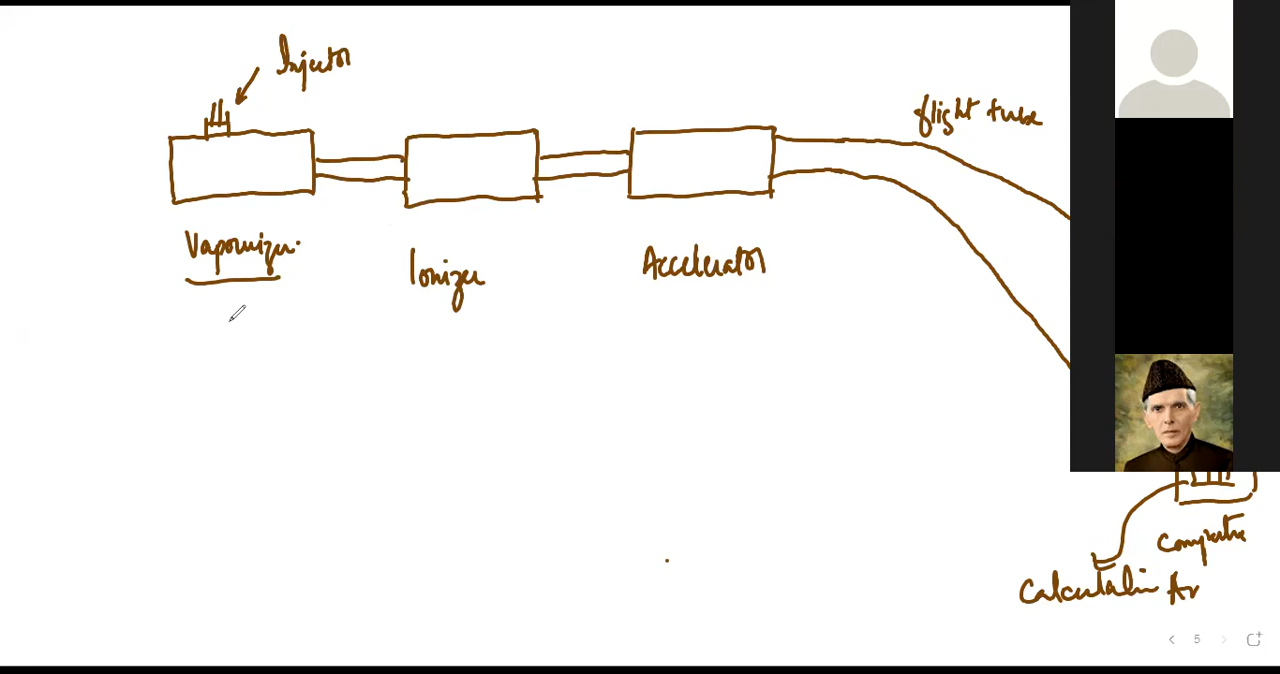 Injector
flight tube
Vaporizer.
Ionizer
Accelerator
Computer
Calculation Ar
5